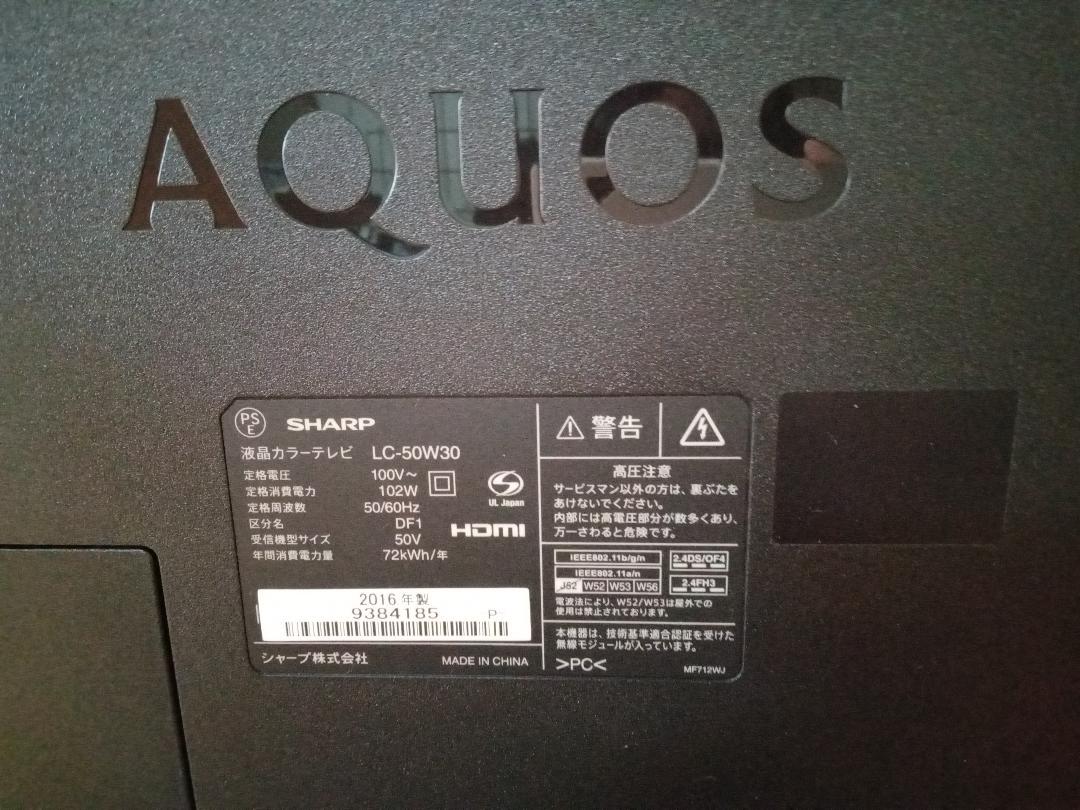 AQUOS
PS
E
SHARP
液晶カラーテレビ LC-50W30
定格電圧 100V～
定格消費電力 102W
定格周波数 50/60Hz
区分名 DF1
受信機型サイズ 50V
年間消費電力量 72kWh/年
UL Japan
HDMI
2016年製
9384185 P-
シャープ株式会社 MADE IN CHINA
警告
高圧注意
サービスマン以外の方は、裏ぶたを
あけないでください。
内部には高電圧部分が数多くあり、
万一さわると危険です。
IEEE802.11b/g/n
IEEE802.11a/n
J52 W52 W53 W56
2.4DS/OF4
2.4FH3
電波法により、W52/W53は屋外での
使用は禁止されております。
本機器は、技術基準適合認証を受けた
無線モジュールが入っています。
>PC<
MF712WJ